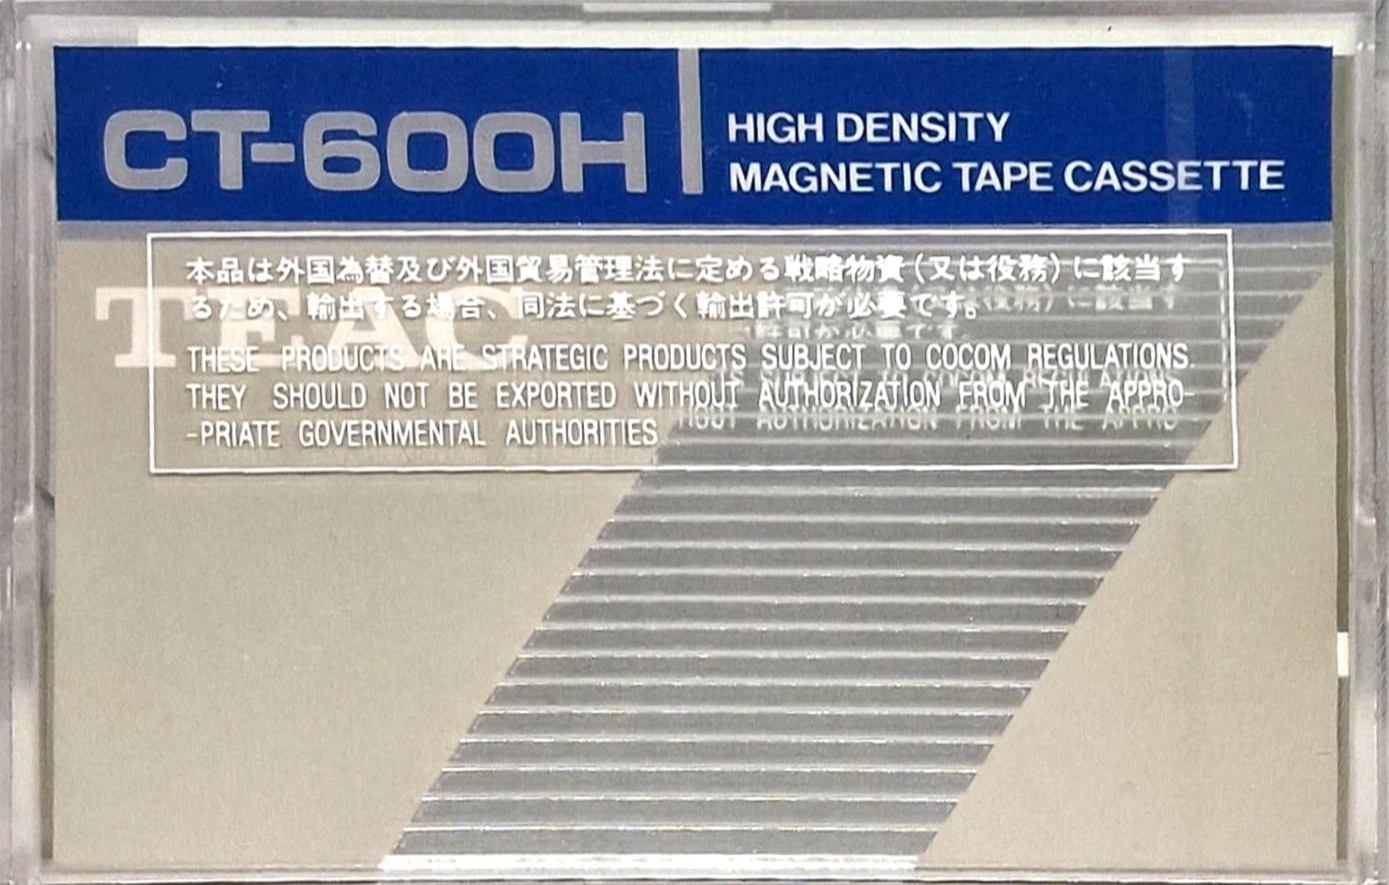 CT-600H
HIGH DENSITY
MAGNETIC TAPE CASSETTE
本品は外国為替及び外国貿易管理法に定める戦略物資(又は役務)に該当す
るため、輸出する場合、同法に基づく輸出許可が必要です。
TEAC
THESE PRODUCTS ARE STRATEGIC PRODUCTS SUBJECT TO COCOM REGULATIONS.
THEY SHOULD NOT BE EXPORTED WITHOUT AUTHORIZATION FROM THE APPRO-
-PRIATE GOVERNMENTAL AUTHORITIES